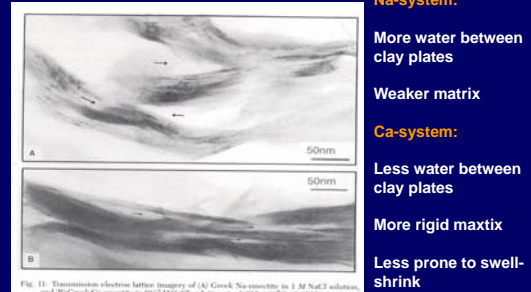 Na-system:
More water between
clay plates
Weaker matrix
Ca-system:
Less water between
clay plates
More rigid maxtix
Less prone to swell-
shrink
A
50nm
50nm
B
Fig. 11- Transmission electron lattice imagery of (A) Greek Na-smectite in 1 M NaCl solution,